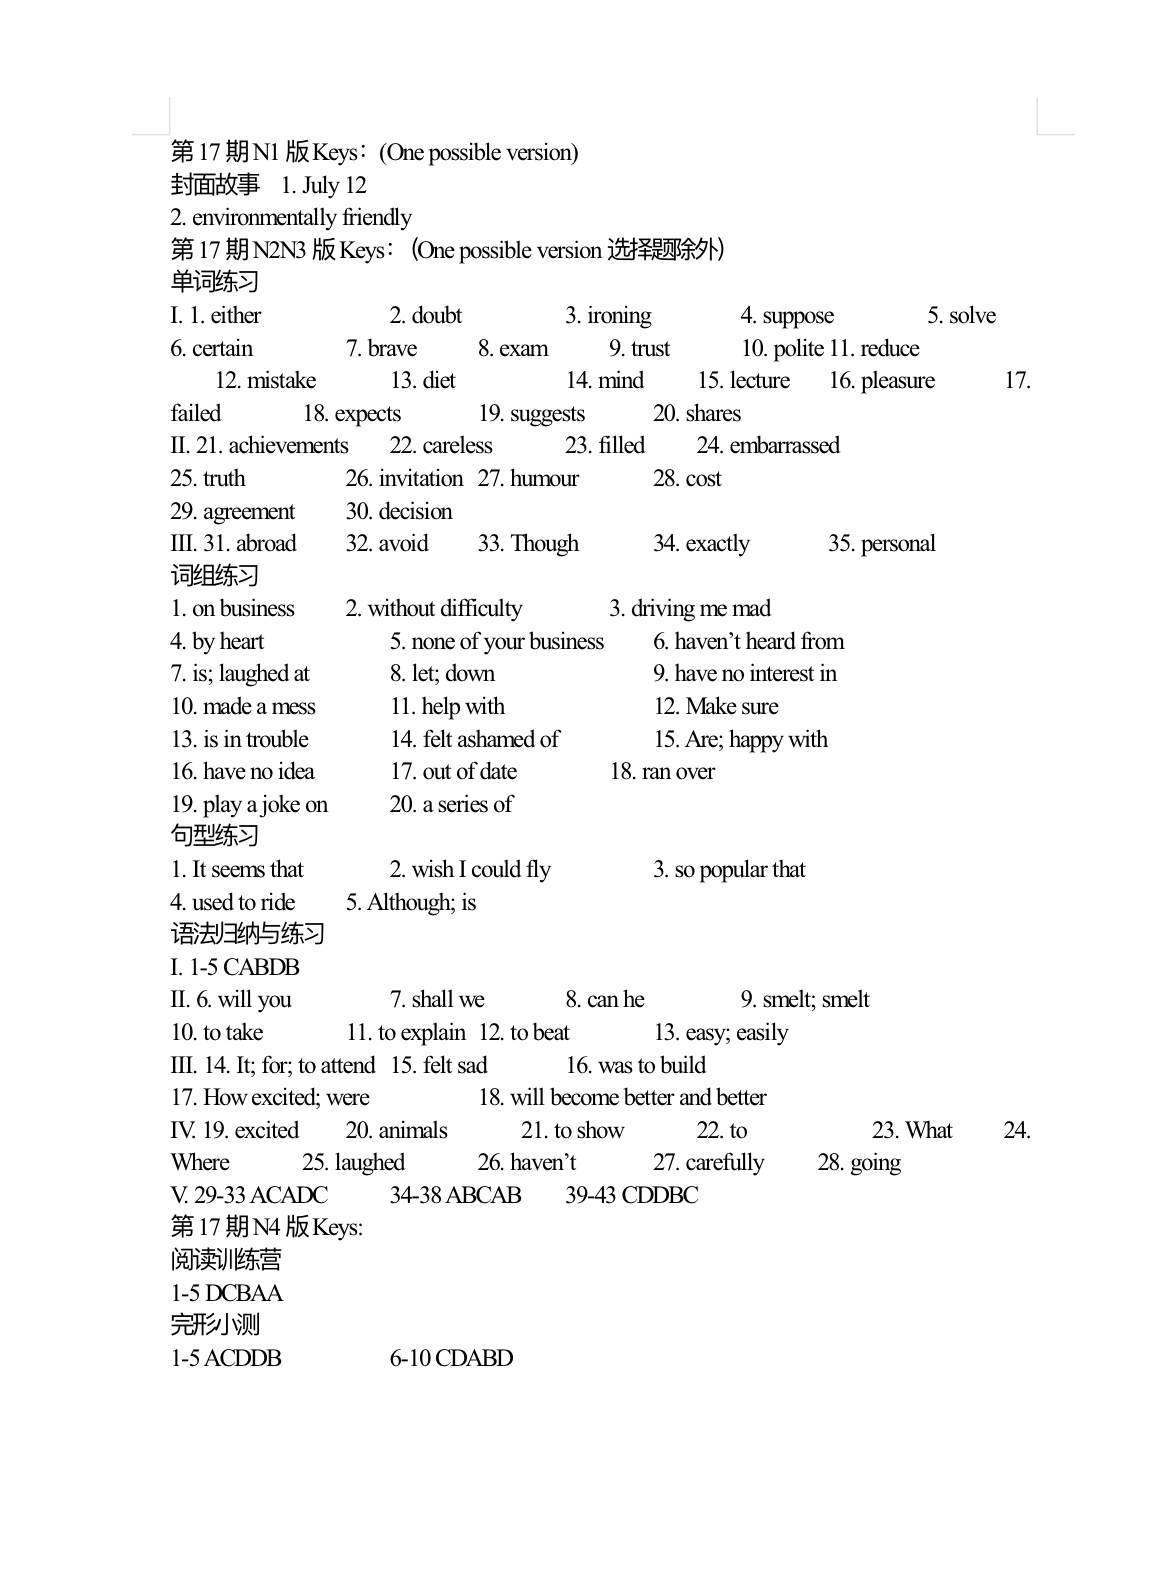 第 17 期 N1 版 Keys：(One possible version)
封面故事 1. July 12
2. environmentally friendly
第 17 期 N2N3 版 Keys：(One possible version 选择题除外)
单词练习
I. 1. either 2. doubt 3. ironing 4. suppose 5. solve
6. certain 7. brave 8. exam 9. trust 10. polite 11. reduce
12. mistake 13. diet 14. mind 15. lecture 16. pleasure 17.
failed 18. expects 19. suggests 20. shares
II. 21. achievements 22. careless 23. filled 24. embarrassed
25. truth 26. invitation 27. humour 28. cost
29. agreement 30. decision
III. 31. abroad 32. avoid 33. Though 34. exactly 35. personal
词组练习
1. on business 2. without difficulty 3. driving me mad
4. by heart 5. none of your business 6. haven’t heard from
7. is; laughed at 8. let; down 9. have no interest in
10. made a mess 11. help with 12. Make sure
13. is in trouble 14. felt ashamed of 15. Are; happy with
16. have no idea 17. out of date 18. ran over
19. play a joke on 20. a series of
句型练习
1. It seems that 2. wish I could fly 3. so popular that
4. used to ride 5. Although; is
语法归纳与练习
I. 1-5 CABDB
II. 6. will you 7. shall we 8. can he 9. smelt; smelt
10. to take 11. to explain 12. to beat 13. easy; easily
III. 14. It; for; to attend 15. felt sad 16. was to build
17. How excited; were 18. will become better and better
IV. 19. excited 20. animals 21. to show 22. to 23. What 24.
Where 25. laughed 26. haven’t 27. carefully 28. going
V. 29-33 ACADC 34-38 ABCAB 39-43 CDDBC
第 17 期 N4 版 Keys:
阅读训练营
1-5 DCBAA
完形小测
1-5 ACDDB 6-10 CDABD